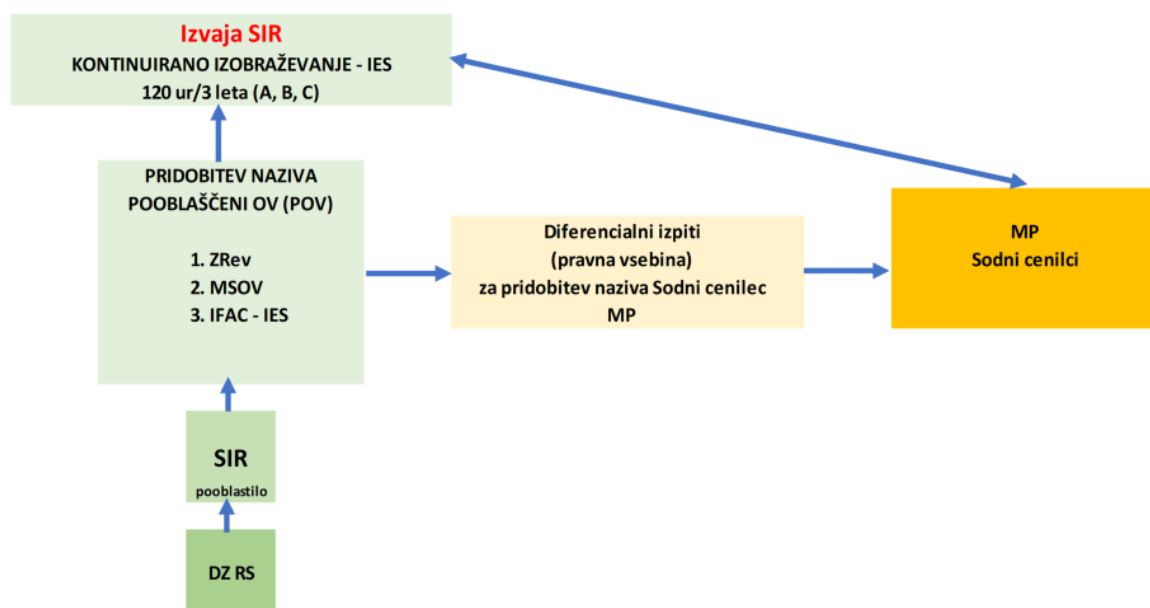 Izvaja SIR
KONTINUIRANO IZOBRAŽEVANJE - IES
120 ur/3 leta (A, B, C)
PRIDOBITEV NAZIVA
POOBLAŠČENI OV (POV)
1. ZRev
2. MSOV
3. IFAC - IES
Diferencialni izpiti
(pravna vsebina)
za pridobitev naziva Sodni cenilec
MP
MP
Sodni cenilci
SIR
pooblastilo
DZ RS